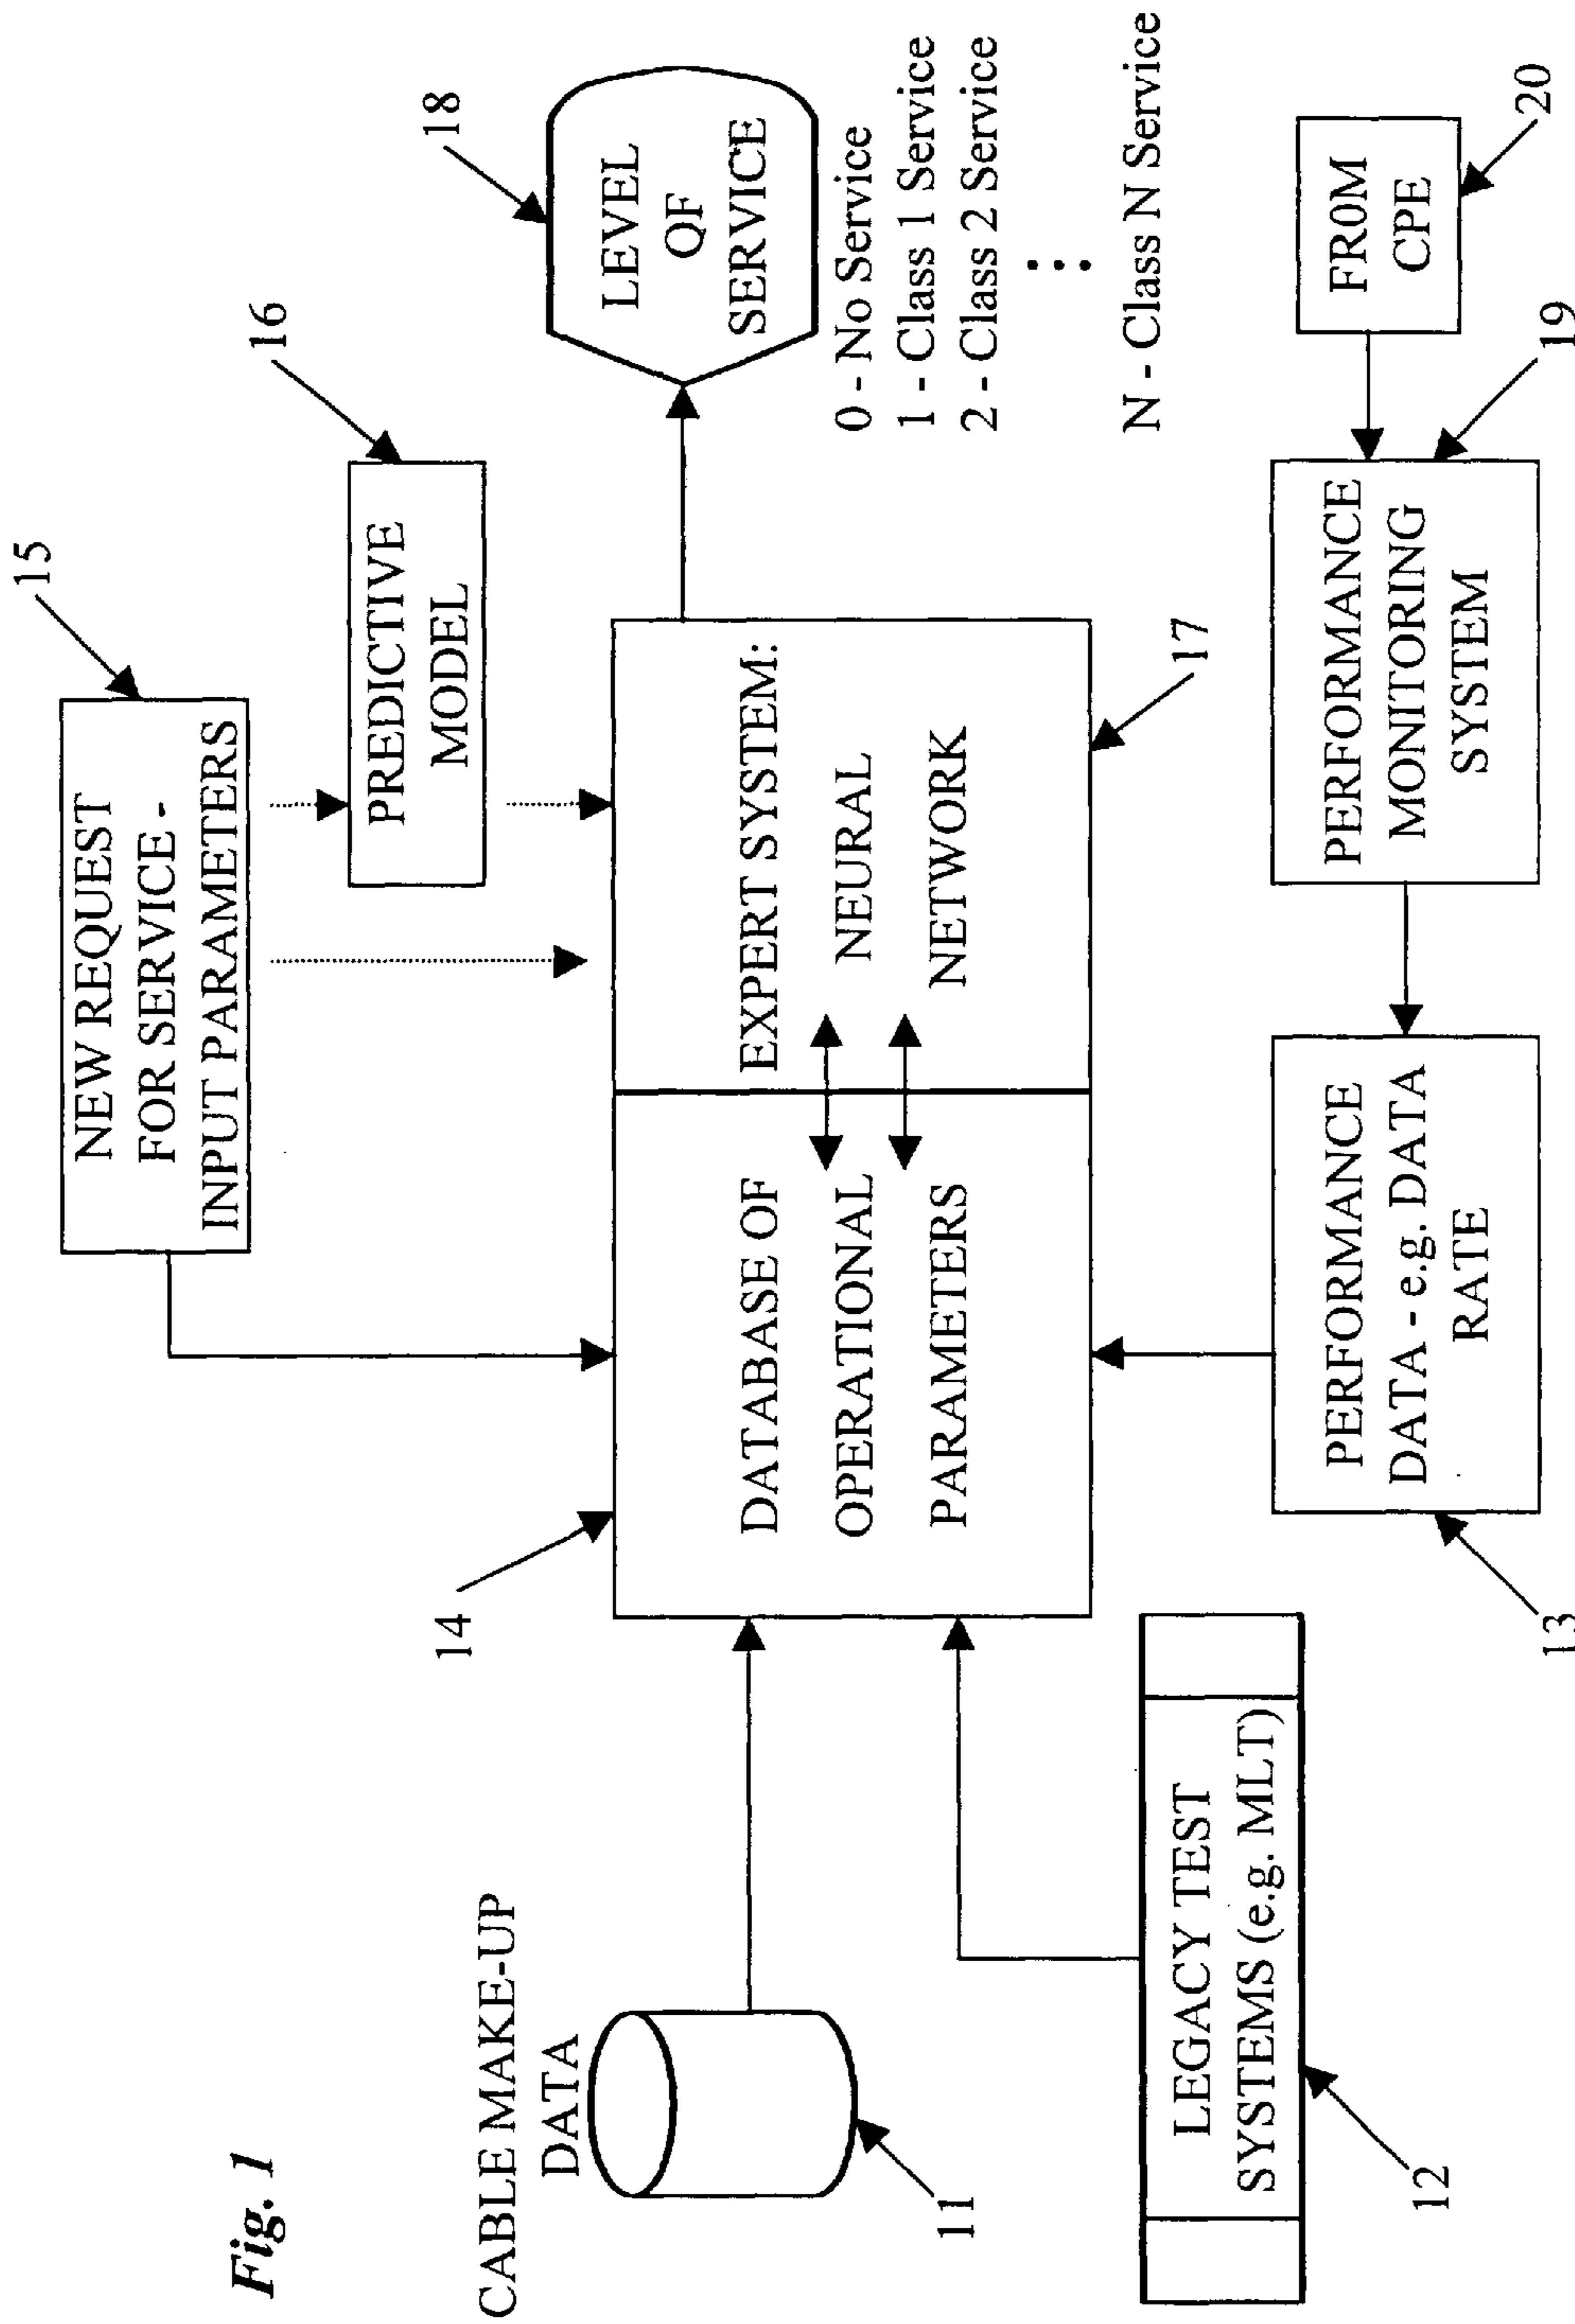 Fig. 1
15
NEW REQUEST
FOR SERVICE -
INPUT PARAMETERS
16
PREDICTIVE
MODEL
18
LEVEL
QF
SERVICE
0 - No Service
1 - Class 1 Service
2 - Class 2 Service
⋮
N - Class N Service
CABLE MAKE-UP
DATA
11
14
DATABASE OF
OPERATIONAL
PARAMETERS
EXPERT SYSTEM:
NEURAL
NETWORK
17
LEGACY TEST
SYSTEMS (e.g. MLT)
12
PERFORMANCE
DATA - e.g. DATA
RATE
13
PERFORMANCE
MONITORING
SYSTEM
19
FR0M
CPE
20